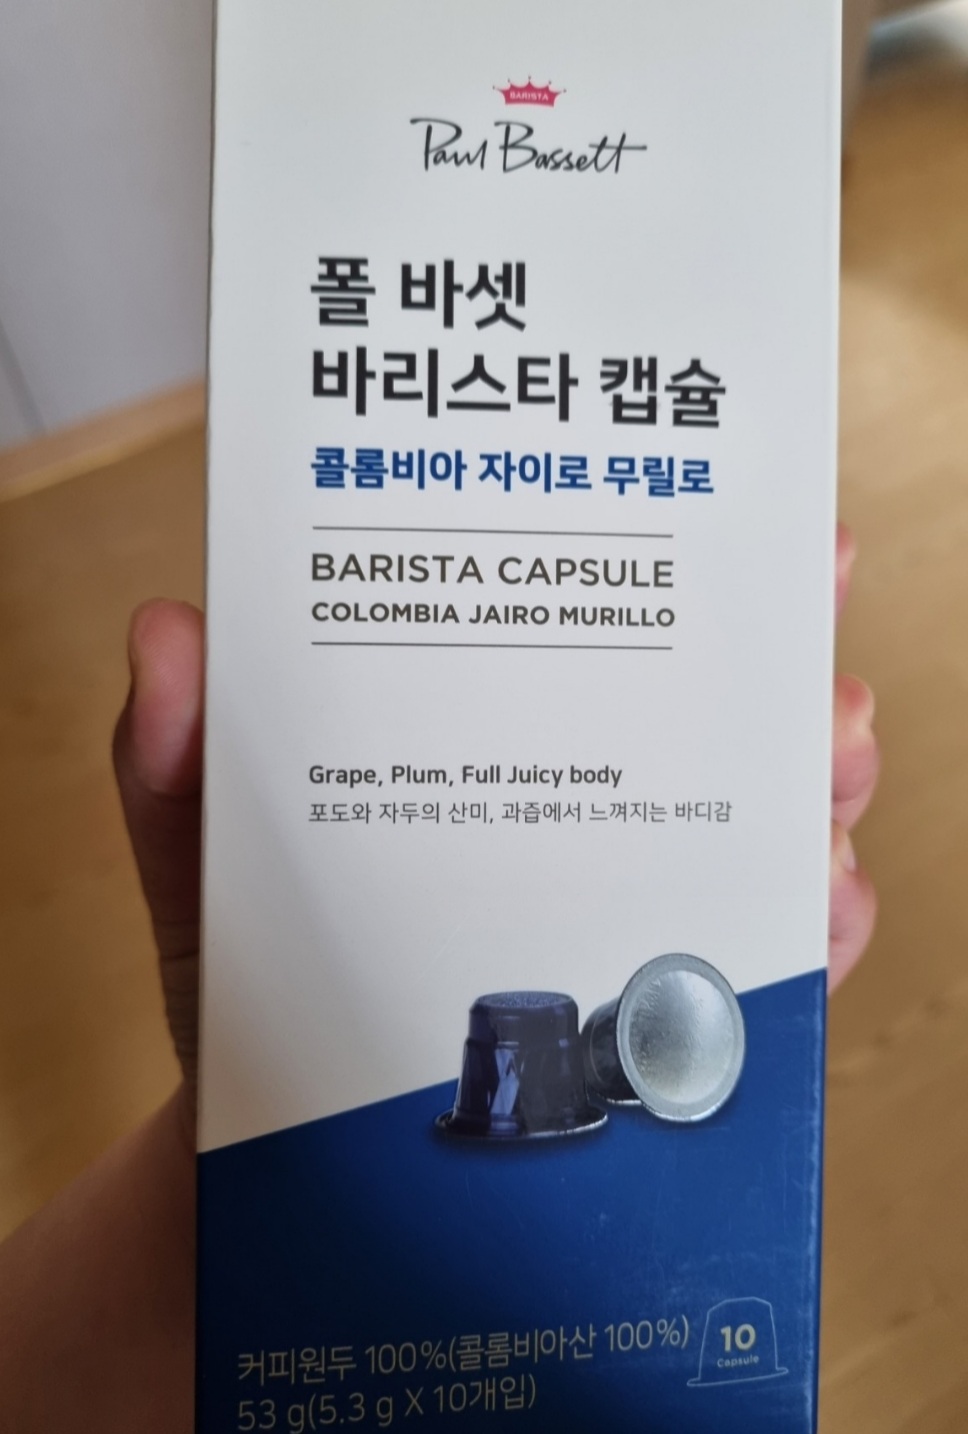 BARISTA
Paul Bassett
폴 바셋
바리스타 캡슐
콜롬비아 자이로 무릴로
BARISTA CAPSULE
COLOMBIA JAIRO MURILLO
Grape, Plum, Full Juicy body
포도와 자두의 산미, 과즙에서 느껴지는 바디감
커피원두 100%(콜롬비아산 100%)
53 g(5.3 g X 10개입)
10
Capsule